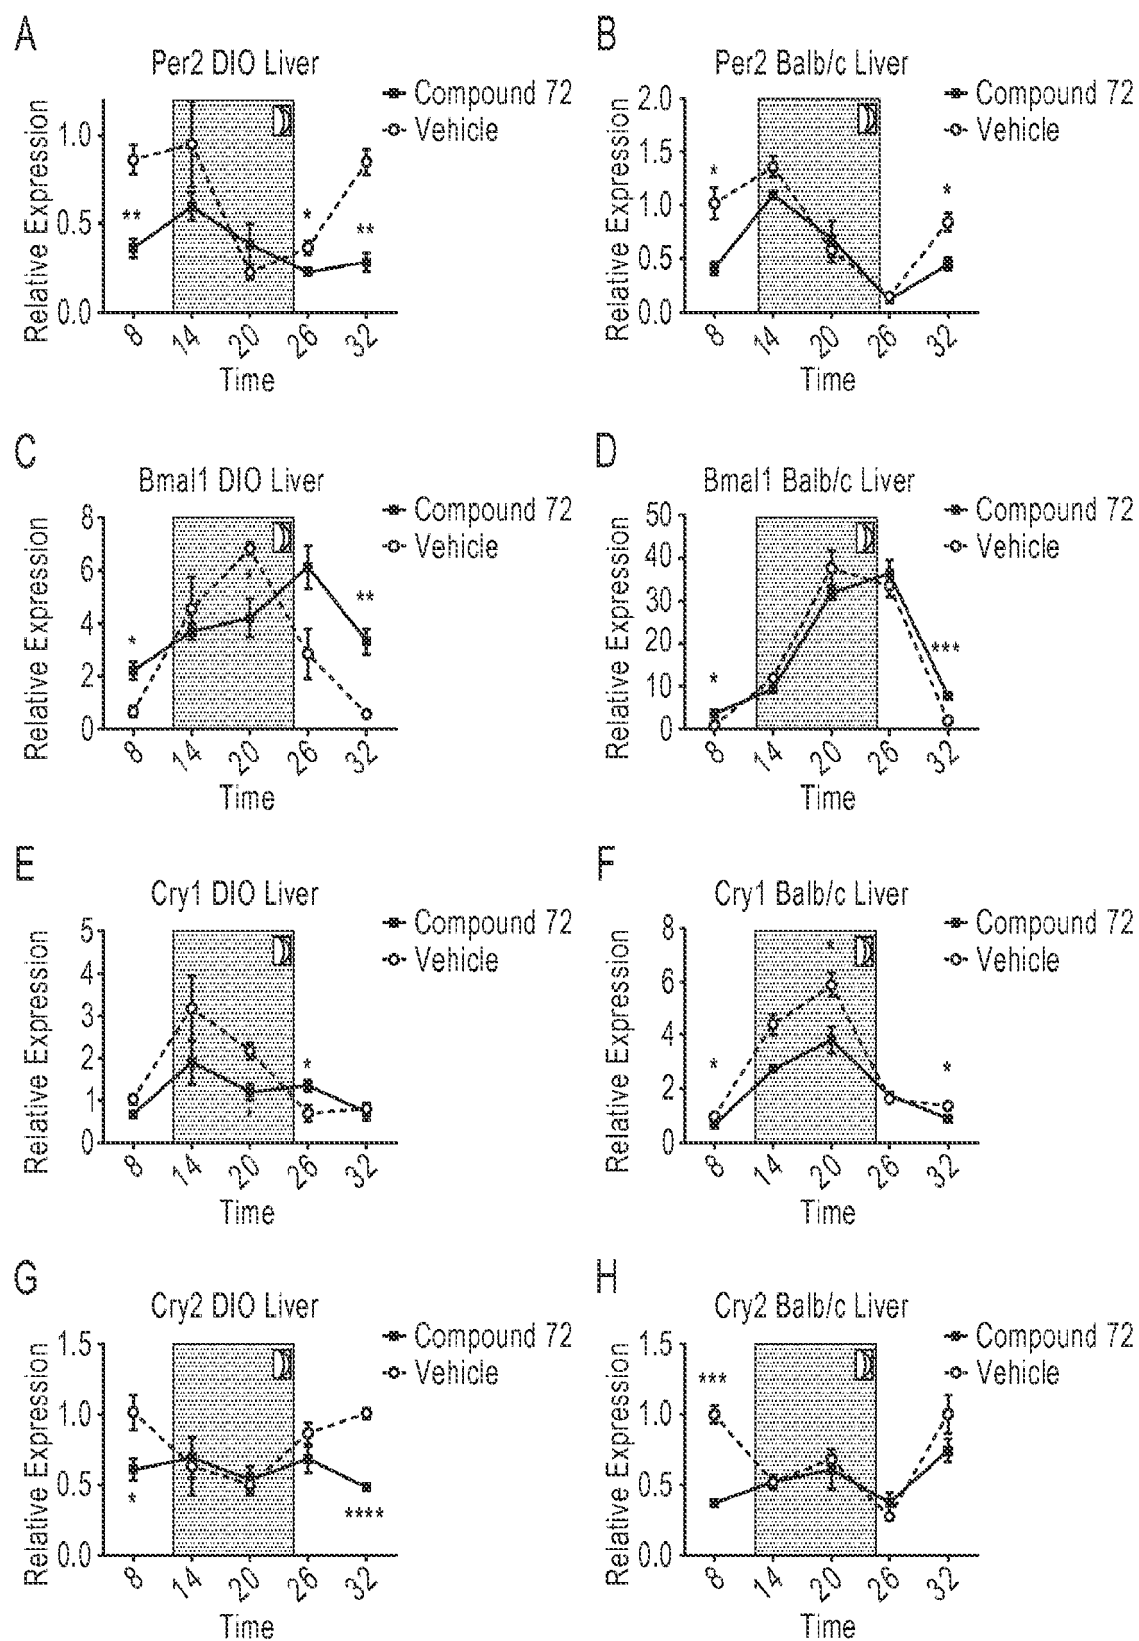 A
Per2 DIO Liver
Relative Expression
1.0
0.5
0.0
**
*
**
8
14
20
26
32
Time
Compound 72
Vehicle
B
Per2 Balb/c Liver
Relative Expression
2.0
1.5
1.0
0.5
0.0
*
*
8
14
20
26
32
Time
Compound 72
Vehicle
C
Bmal1 DIO Liver
Relative Expression
8
6
4
2
0
*
*
**
8
14
20
26
32
Time
Compound 72
Vehicle
D
Bmal1 Balb/c Liver
Relative Expression
50
40
30
20
10
0
*
***
8
14
20
26
32
Time
Compound 72
Vehicle
E
Cry1 DIO Liver
Relative Expression
5
4
3
2
1
0
*
*
8
14
20
26
32
Time
Compound 72
Vehicle
F
Cry1 Balb/c Liver
Relative Expression
8
6
4
2
0
*
*
*
8
14
20
26
32
Time
Compound 72
Vehicle
G
Cry2 DIO Liver
Relative Expression
1.5
1.0
0.5
0.0
*
****
8
14
20
26
32
Time
Compound 72
Vehicle
H
Cry2 Balb/c Liver
Relative Expression
1.5
1.0
0.5
0.0
***
8
14
20
26
32
Time
Compound 72
Vehicle